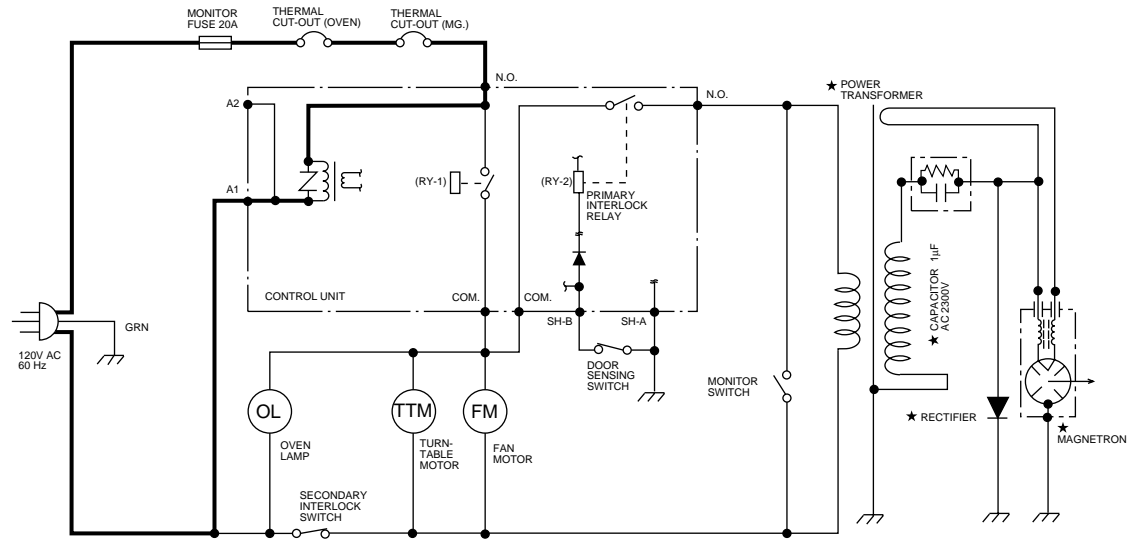 MONITOR
FUSE 20A
THERMAL
CUT-OUT (OVEN)
THERMAL
CUT-OUT (MG.)
N.O.
A2
N.O.
★ POWER
TRANSFORMER
(RY-1)
(RY-2)
PRIMARY
INTERLOCK
RELAY
A1
CONTROL UNIT
COM.
COM.
SH-B
SH-A
GRN
120V AC
60 Hz
DOOR
SENSING
SWITCH
MONITOR
SWITCH
★ CAPACITOR 1µF
AC 2300V
OL
TTM
FM
OVEN
LAMP
TURN-
TABLE
MOTOR
FAN
MOTOR
★ RECTIFIER
★
MAGNETRON
SECONDARY
INTERLOCK
SWITCH